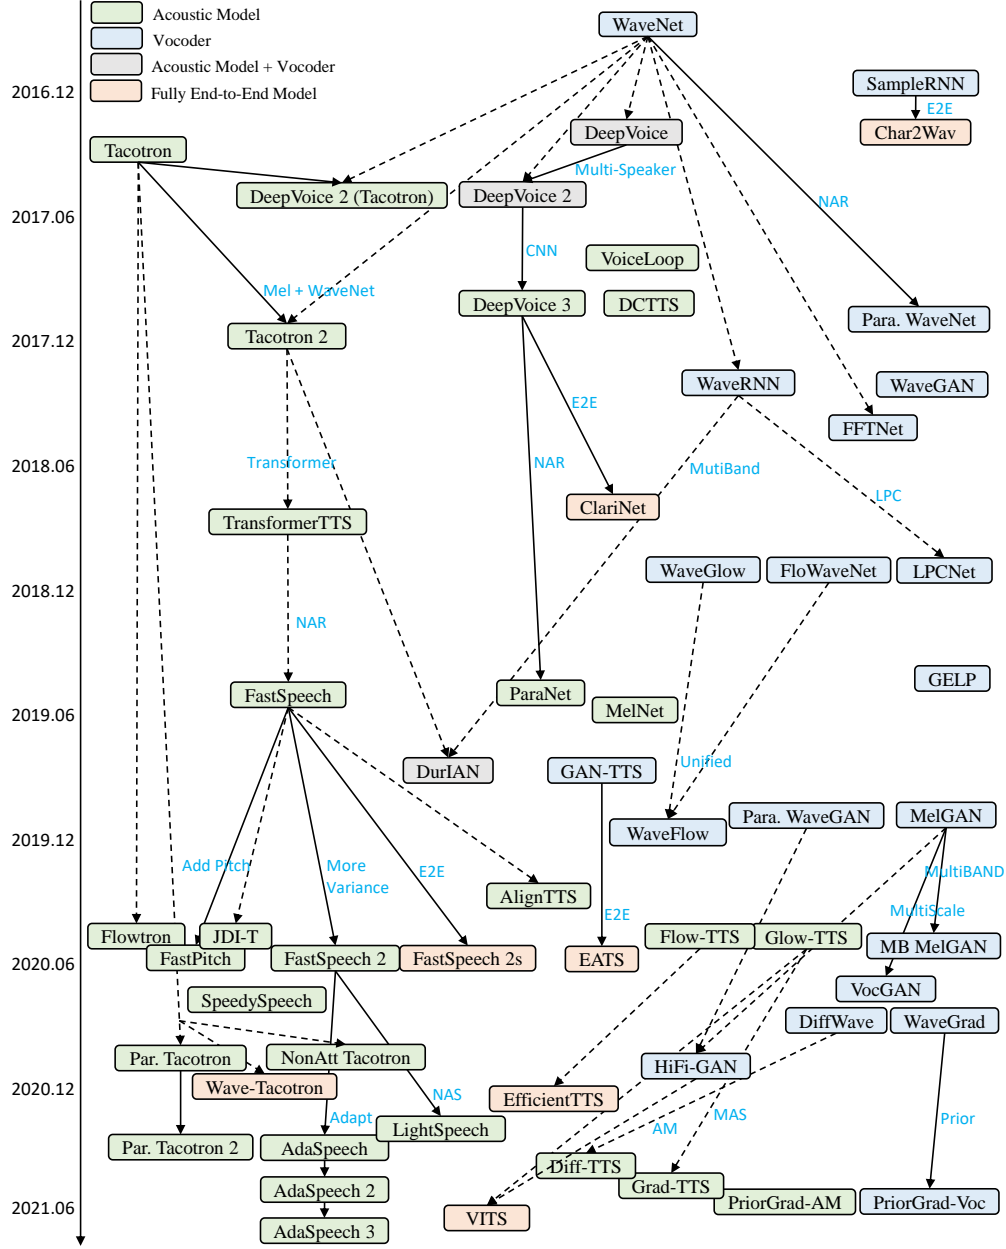 Acoustic Model
Vocoder
Acoustic Model + Vocoder
Fully End-to-End Model
WaveNet
2016.12
SampleRNN
E2E
Char2Wav
DeepVoice
Tacotron
Multi-Speaker
DeepVoice 2 (Tacotron)
DeepVoice 2
NAR
2017.06
CNN
VoiceLoop
Mel + WaveNet
DeepVoice 3
DCTTS
Para. WaveNet
Tacotron 2
2017.12
WaveRNN
WaveGAN
E2E
FFTNet
Transformer
NAR
MutiBand
2018.06
LPC
ClariNet
TransformerTTS
WaveGlow
FloWaveNet
LPCNet
2018.12
NAR
GELP
FastSpeech
ParaNet
MelNet
2019.06
Unified
DurIAN
GAN-TTS
Para. WaveGAN
MelGAN
WaveFlow
2019.12
Add Pitch
More
Variance
E2E
MultiBAND
AlignTTS
E2E
MultiScale
Flowtron
JDI-T
Flow-TTS
Glow-TTS
MB MelGAN
FastPitch
FastSpeech 2
FastSpeech 2s
EATS
2020.06
VocGAN
SpeedySpeech
DiffWave
WaveGrad
Par. Tacotron
NonAtt Tacotron
HiFi-GAN
Wave-Tacotron
NAS
EfficientTTS
2020.12
Adapt
LightSpeech
AM
MAS
Prior
Par. Tacotron 2
AdaSpeech
Diff-TTS
AdaSpeech 2
Grad-TTS
PriorGrad-AM
PriorGrad-Voc
2021.06
VITS
AdaSpeech 3